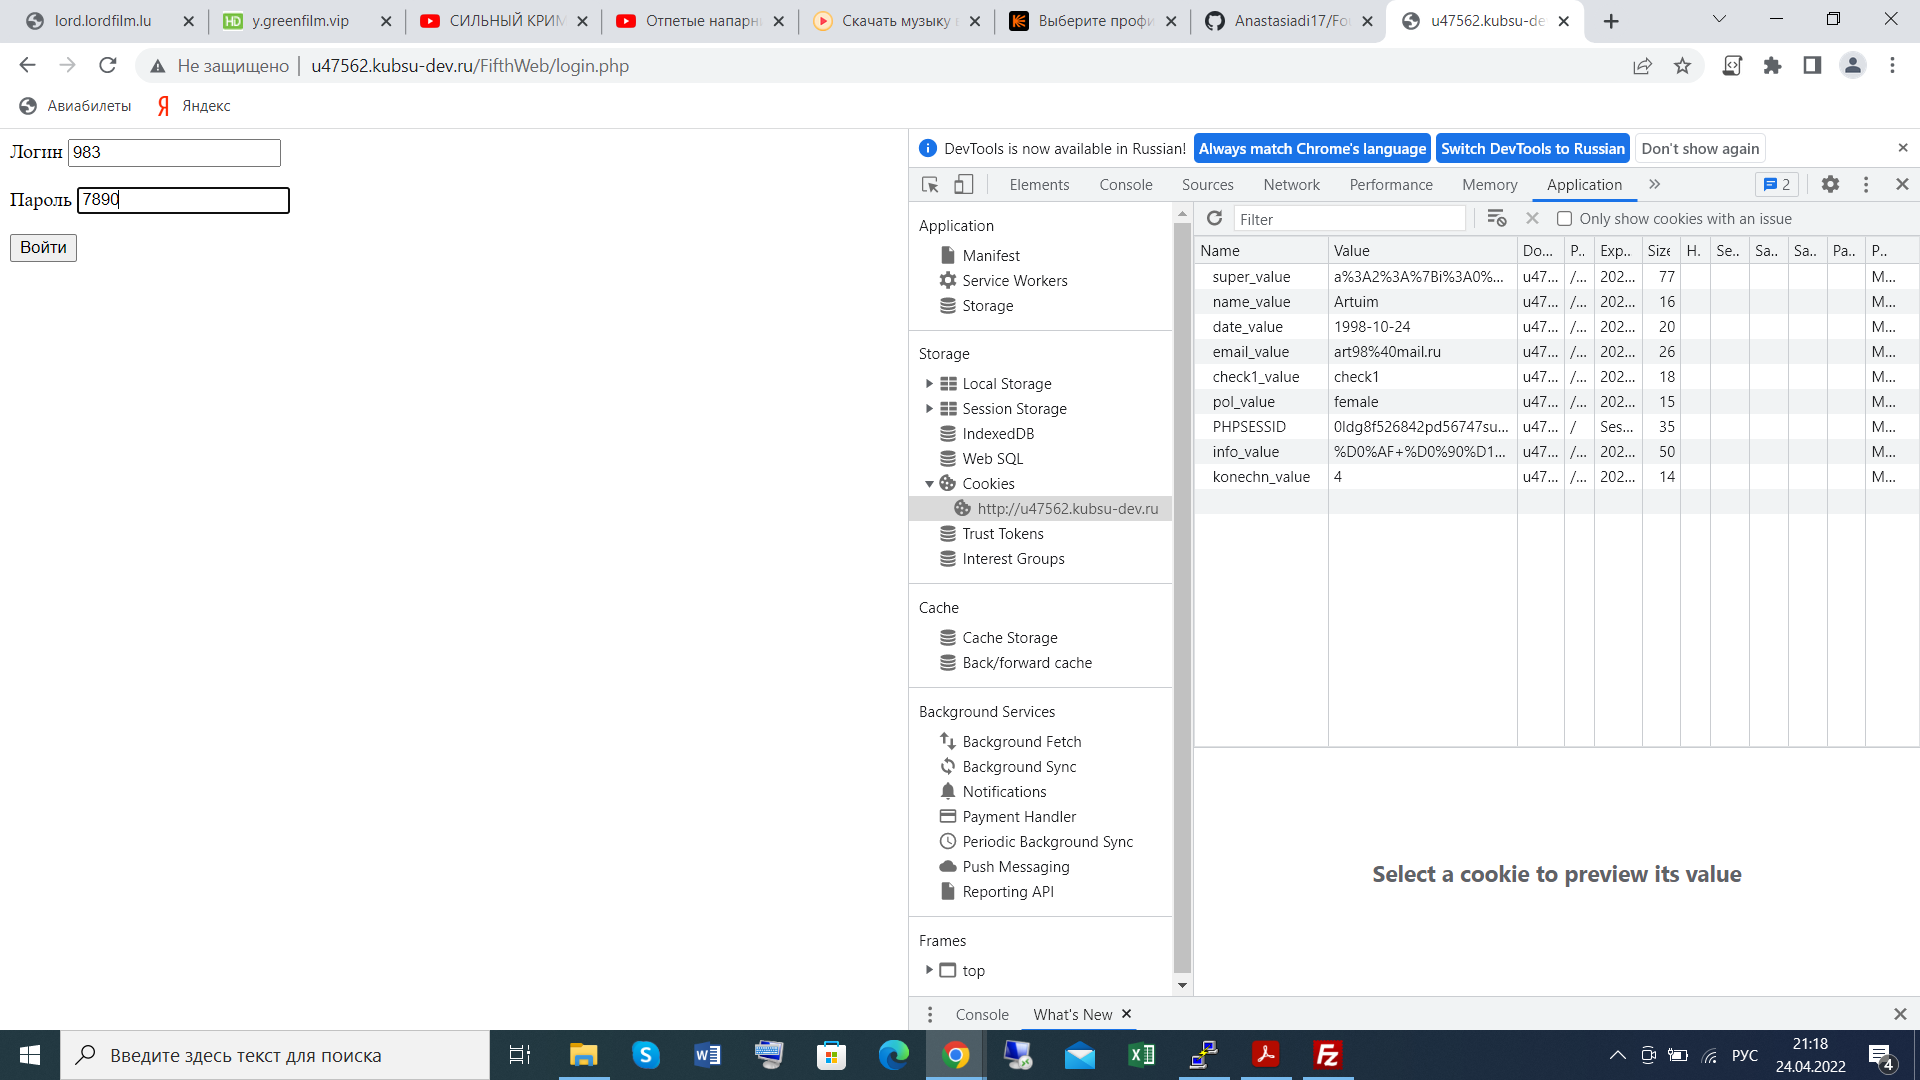 lord.lordfilm.lu
y.greenfilm.vip
СИЛЬНЫЙ КРИМ
Отпетые напарни
Скачать музыку
Выберите профи
Anastasiadi17/Fou
u47562.kubsu-de
Не защищено | u47562.kubsu-dev.ru/FifthWeb/login.php
Авиабилеты
Яндекс
Логин 983
Пароль 7890
Войти
DevTools is now available in Russian! Always match Chrome's language Switch DevTools to Russian Don't show again
Elements Console Sources Network Performance Memory Application 2
Application
Manifest
Service Workers
Storage
Storage
Local Storage
Session Storage
IndexedDB
Web SQL
Cookies
http://u47562.kubsu-dev.ru
Trust Tokens
Interest Groups
Cache
Cache Storage
Back/forward cache
Background Services
Background Fetch
Background Sync
Notifications
Payment Handler
Periodic Background Sync
Push Messaging
Reporting API
Frames
top
Filter Only show cookies with an issue
Name Value Do... P.. Exp.. Size H. Se.. Sa.. Sa.. Pa.. P..
super_value a%3A2%3A%7Bi%3A0%... u47... /... 202... 77 M...
name_value Artuim u47... /... 202... 16 M...
date_value 1998-10-24 u47... /... 202... 20 M...
email_value art98%40mail.ru u47... /... 202... 26 M...
check1_value check1 u47... /... 202... 18 M...
pol_value female u47... /... 202... 15 M...
PHPSESSID 0ldg8f526842pd56747su... u47... / Ses... 35 M...
info_value %D0%AF+%D0%90%D1... u47... /... 202... 50 M...
konechn_value 4 u47... /... 202... 14 M...
Select a cookie to preview its value
Console What's New
Введите здесь текст для поиска
РУС
21:18
24.04.2022
4